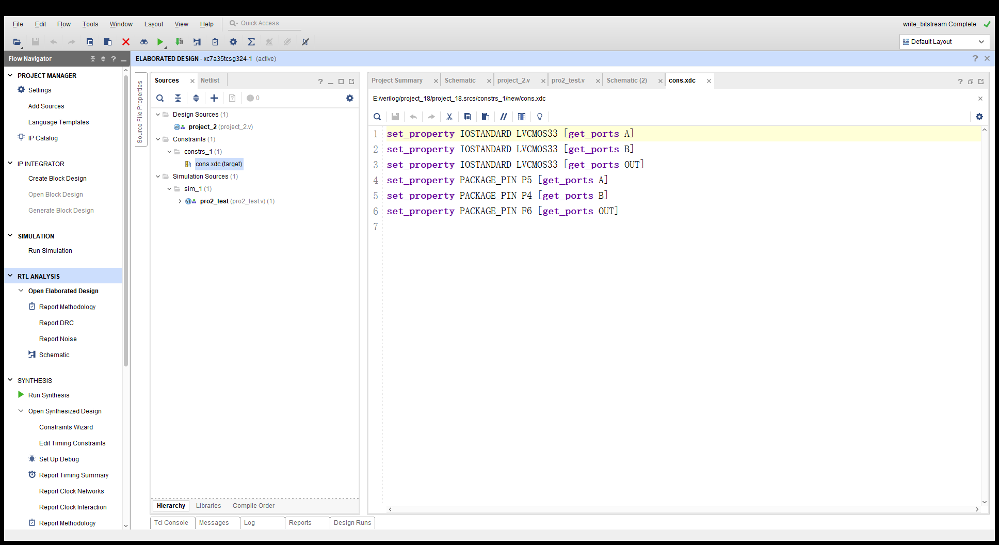 File Edit Flow Tools Window Layout View Help Quick Access
write_bitstream Complete
Default Layout
Flow Navigator
ELABORATED DESIGN - xc7a35tcsg324-1 (active)
PROJECT MANAGER
Settings
Add Sources
Language Templates
IP Catalog
IP INTEGRATOR
Create Block Design
Open Block Design
Generate Block Design
SIMULATION
Run Simulation
RTL ANALYSIS
Open Elaborated Design
Report Methodology
Report DRC
Report Noise
Schematic
SYNTHESIS
Run Synthesis
Open Synthesized Design
Constraints Wizard
Edit Timing Constraints
Set Up Debug
Report Timing Summary
Report Clock Networks
Report Clock Interaction
Report Methodology
Source File Properties
Sources Netlist
0
Design Sources (1)
project_2 (project_2.v)
Constraints (1)
constrs_1 (1)
cons.xdc (target)
Simulation Sources (1)
sim_1 (1)
pro2_test (pro2_test.v) (1)
Hierarchy Libraries Compile Order
Project Summary Schematic project_2.v pro2_test.v Schematic (2) cons.xdc
E:/verilog/project_18/project_18.srcs/constrs_1/new/cons.xdc
1 set_property IOSTANDARD LVCMOS33 [get_ports A]
2 set_property IOSTANDARD LVCMOS33 [get_ports B]
3 set_property IOSTANDARD LVCMOS33 [get_ports OUT]
4 set_property PACKAGE_PIN P5 [get_ports A]
5 set_property PACKAGE_PIN P4 [get_ports B]
6 set_property PACKAGE_PIN F6 [get_ports OUT]
7
Tcl Console Messages Log Reports Design Runs